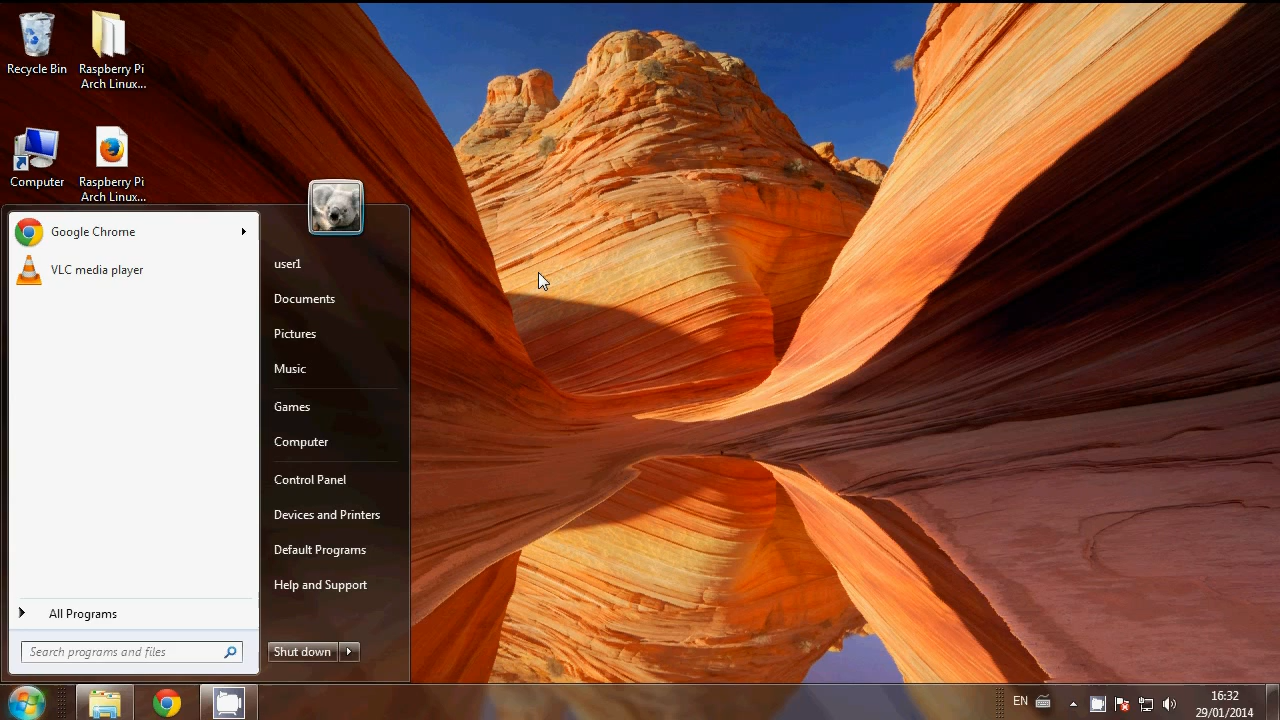 Recycle Bin
Raspberry Pi
Arch Linux...
Computer
Raspberry Pi
Arch Linux...
Google Chrome
VLC media player
All Programs
Search programs and files
user1
Documents
Pictures
Music
Games
Computer
Control Panel
Devices and Printers
Default Programs
Help and Support
Shut down
EN
16:32
29/01/2014